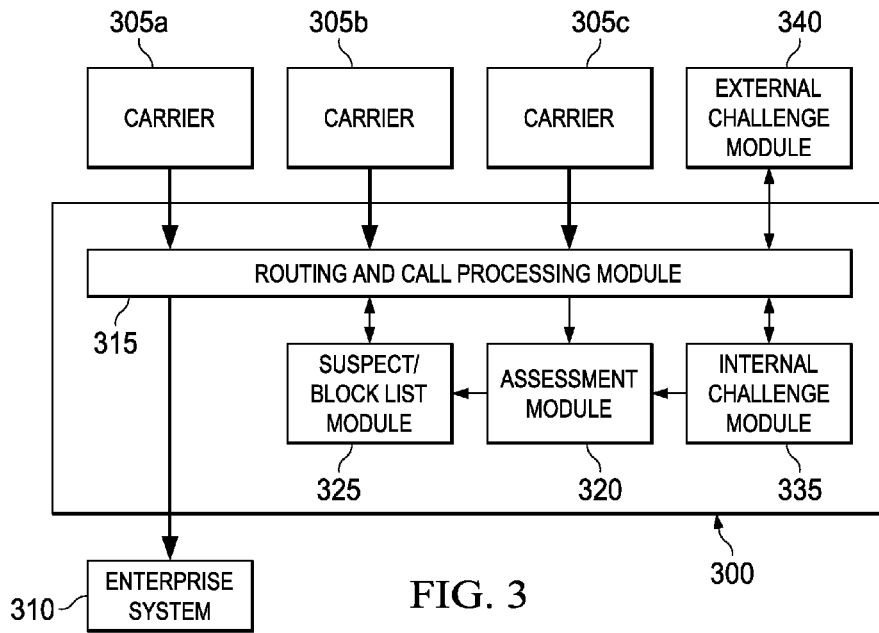 305a
305b
305c
340
CARRIER
CARRIER
CARRIER
EXTERNAL
CHALLENGE
MODULE
ROUTING AND CALL PROCESSING MODULE
315
SUSPECT/
BLOCK LIST
MODULE
ASSESSMENT
MODULE
INTERNAL
CHALLENGE
MODULE
325
320
335
300
310
ENTERPRISE
SYSTEM
FIG. 3